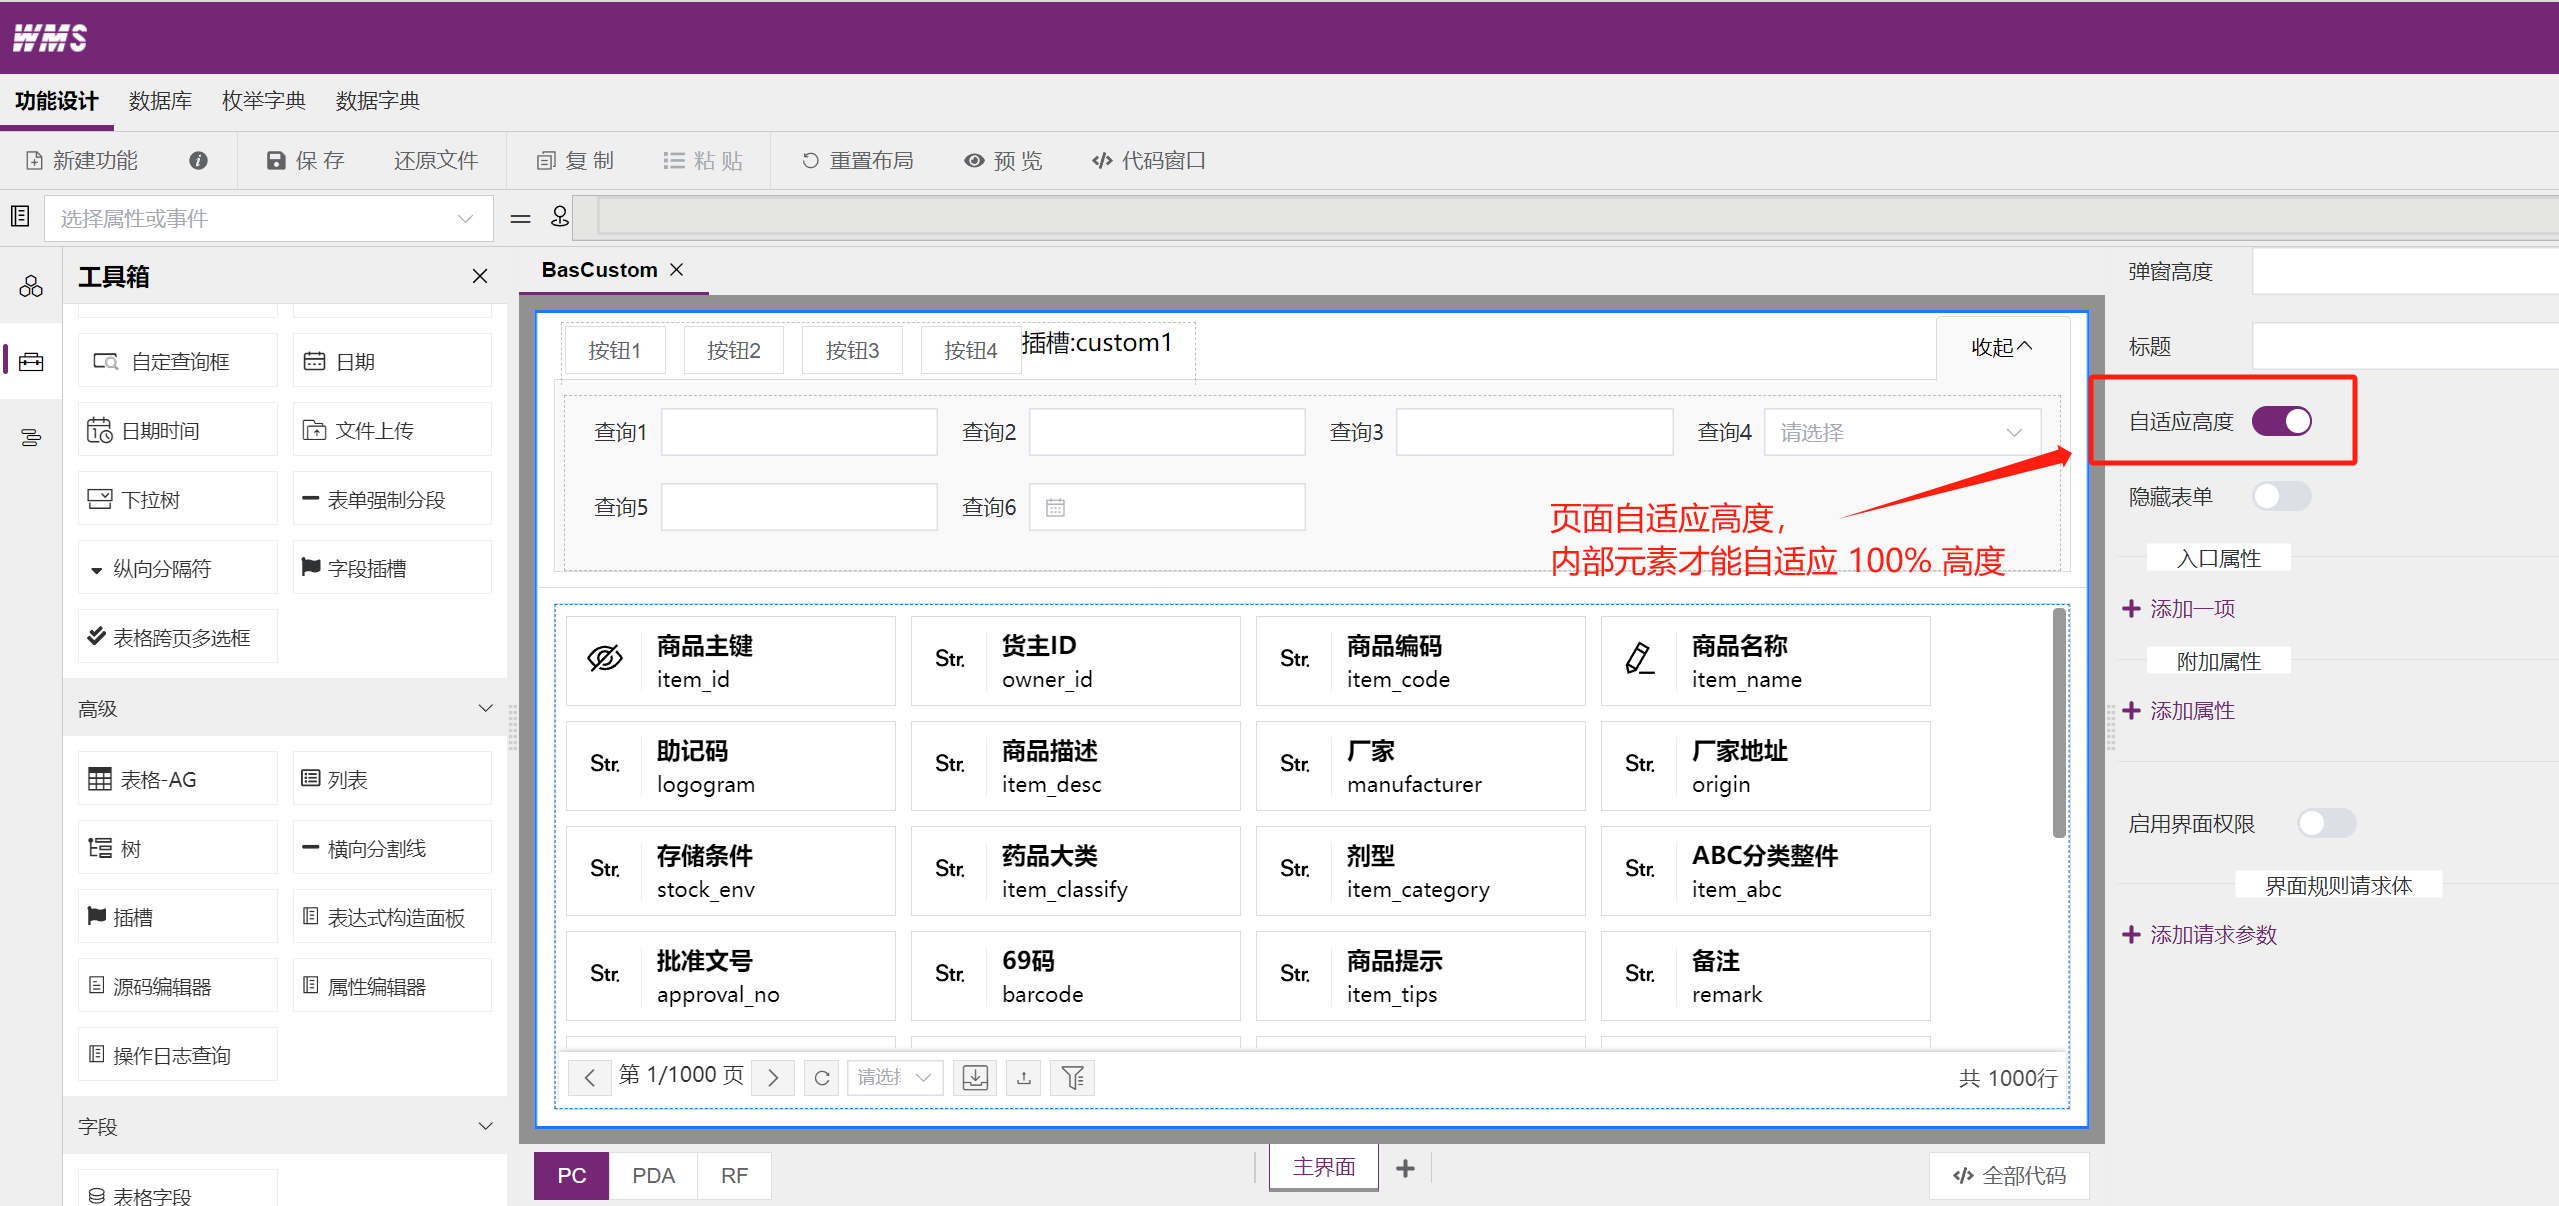 WMS
功能设计 数据库 枚举字典 数据字典
新建功能 保 存 还原文件 复 制 粘 贴 重置布局 预 览 代码窗口
选择属性或事件 =
工具箱
自定查询框 日期
日期时间 文件上传
下拉树 表单强制分段
纵向分隔符 字段插槽
表格跨页多选框
高级
表格-AG 列表
树 横向分割线
插槽 表达式构造面板
源码编辑器 属性编辑器
操作日志查询
字段
表格字段
BasCustom
按钮1 按钮2 按钮3 按钮4 插槽:custom1 收起
查询1 查询2 查询3 查询4 请选择
查询5 查询6
页面自适应高度，
内部元素才能自适应 100% 高度
商品主键 Str. 货主ID Str. 商品编码 商品名称
item_id owner_id item_code item_name
Str. 助记码 Str. 商品描述 Str. 厂家 Str. 厂家地址
logogram item_desc manufacturer origin
Str. 存储条件 Str. 药品大类 Str. 剂型 Str. ABC分类整件
stock_env item_classify item_category item_abc
Str. 批准文号 Str. 69码 Str. 商品提示 Str. 备注
approval_no barcode item_tips remark
第 1/1000 页 请选 共 1000行
PC PDA RF 主界面 全部代码
弹窗高度
标题
自适应高度
隐藏表单
入口属性
添加一项
附加属性
添加属性
启用界面权限
界面规则请求体
添加请求参数